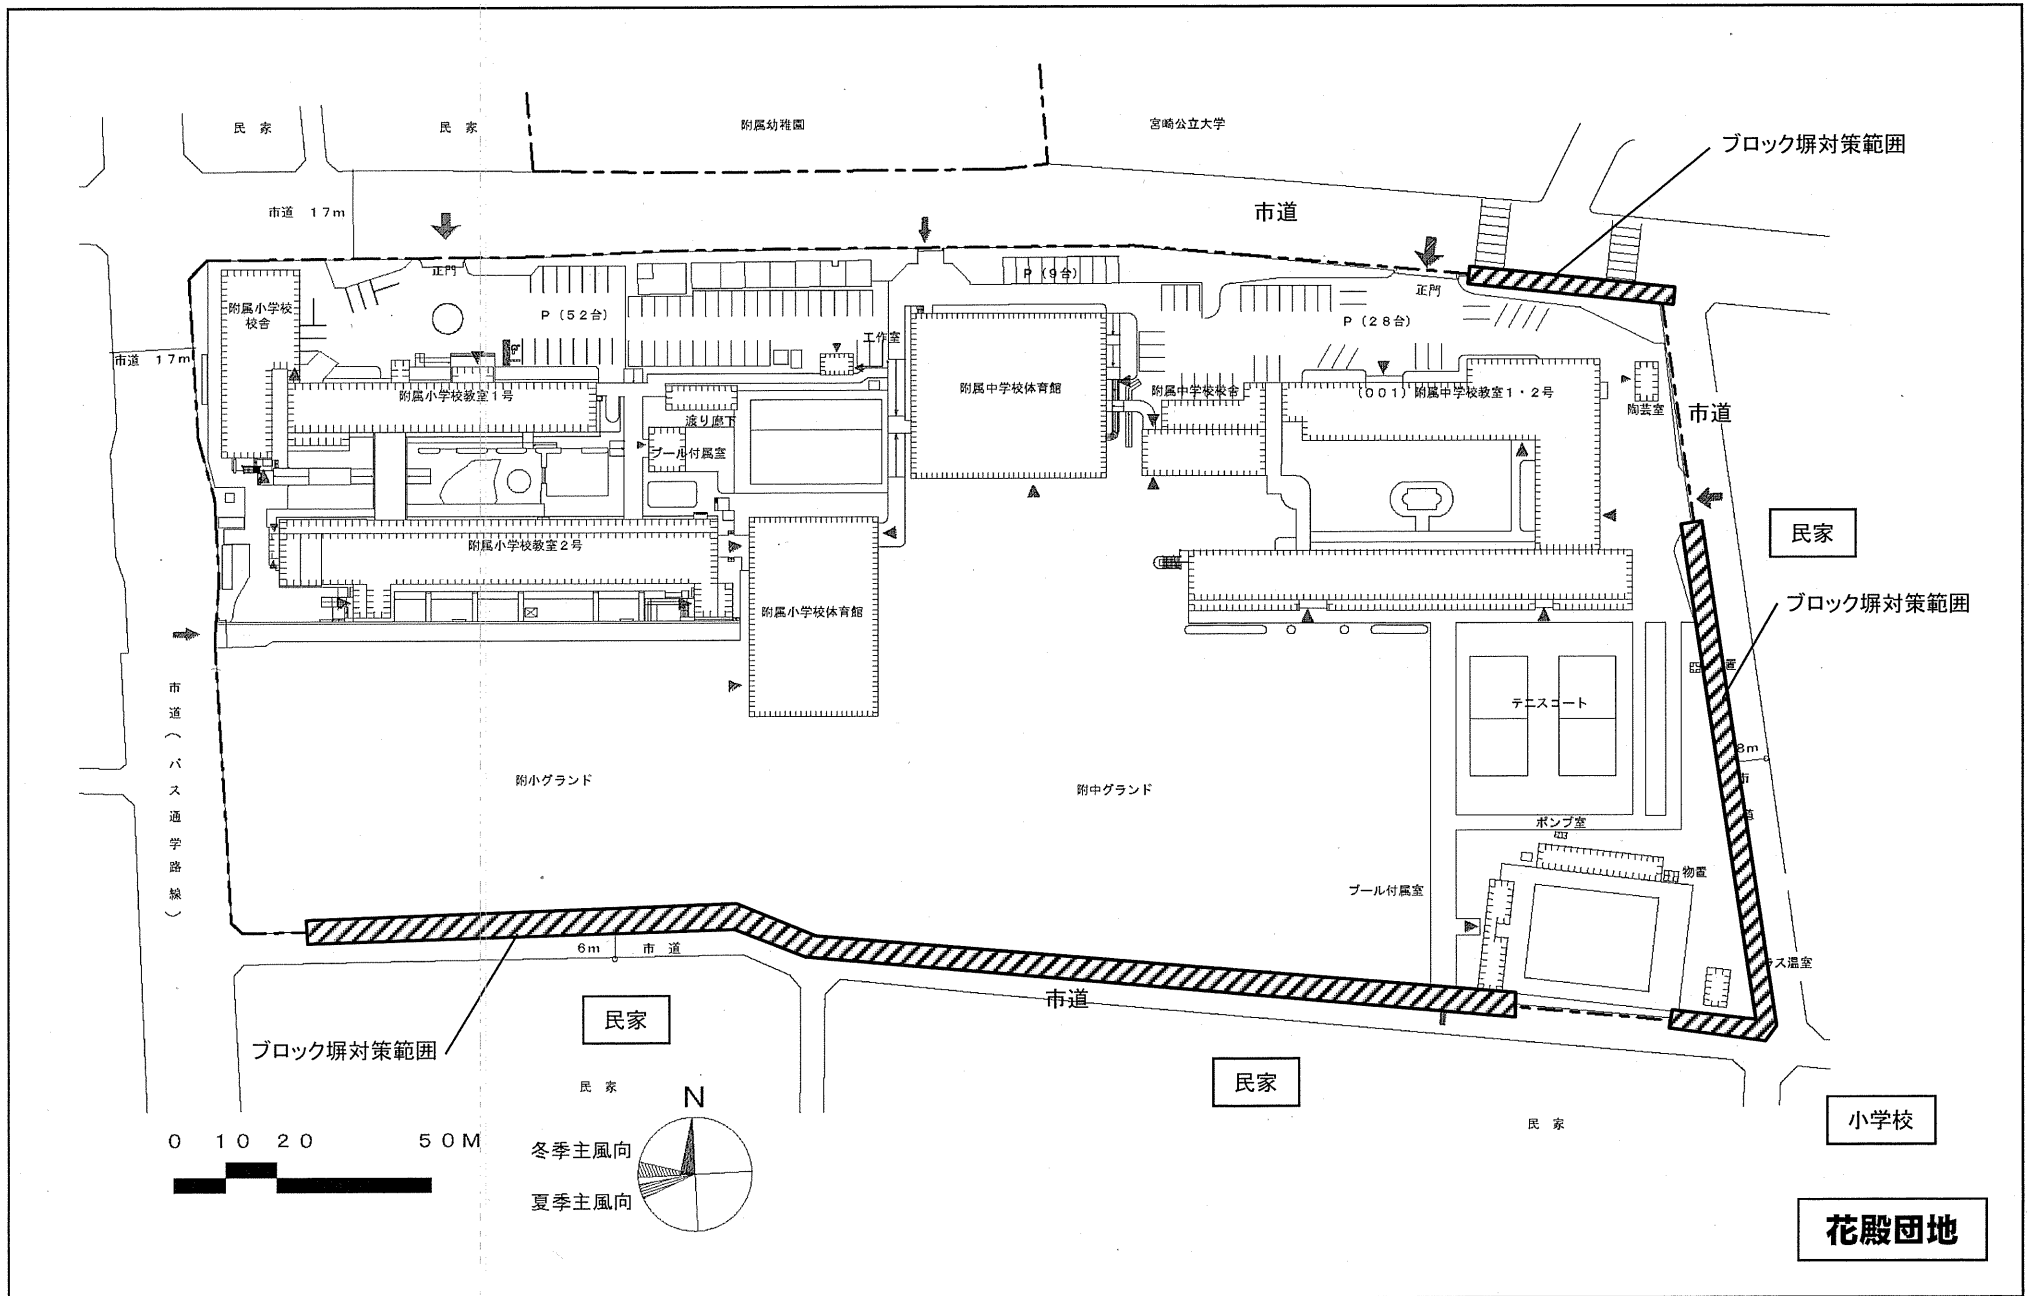 民　家
民　家
附属幼稚園
宮崎公立大学
ブロック塀対策範囲
市道　１７ｍ
市道
正門
Ｐ（９台）
正門
附属小学校
校舎
Ｐ（５２台）
Ｐ（２８台）
工作室
市道　１７ｍ
附属小学校教室１号
附属中学校体育館
附属中学校校舎
（００１）附属中学校教室１・２号
陶芸室
市道
渡り廊下
プール付属室
民家
附属小学校教室２号
附属小学校体育館
ブロック塀対策範囲
置
市道（バス通学路線）
テニスコート
8ｍ
市
道
附小グランド
附中グランド
ポンプ室
物置
プール付属室
6ｍ
市　道
市道
ラス温室
民家
ブロック塀対策範囲
民家
民　家
小学校
民　家
N
0 10 20 50M
冬季主風向
夏季主風向
花殿団地